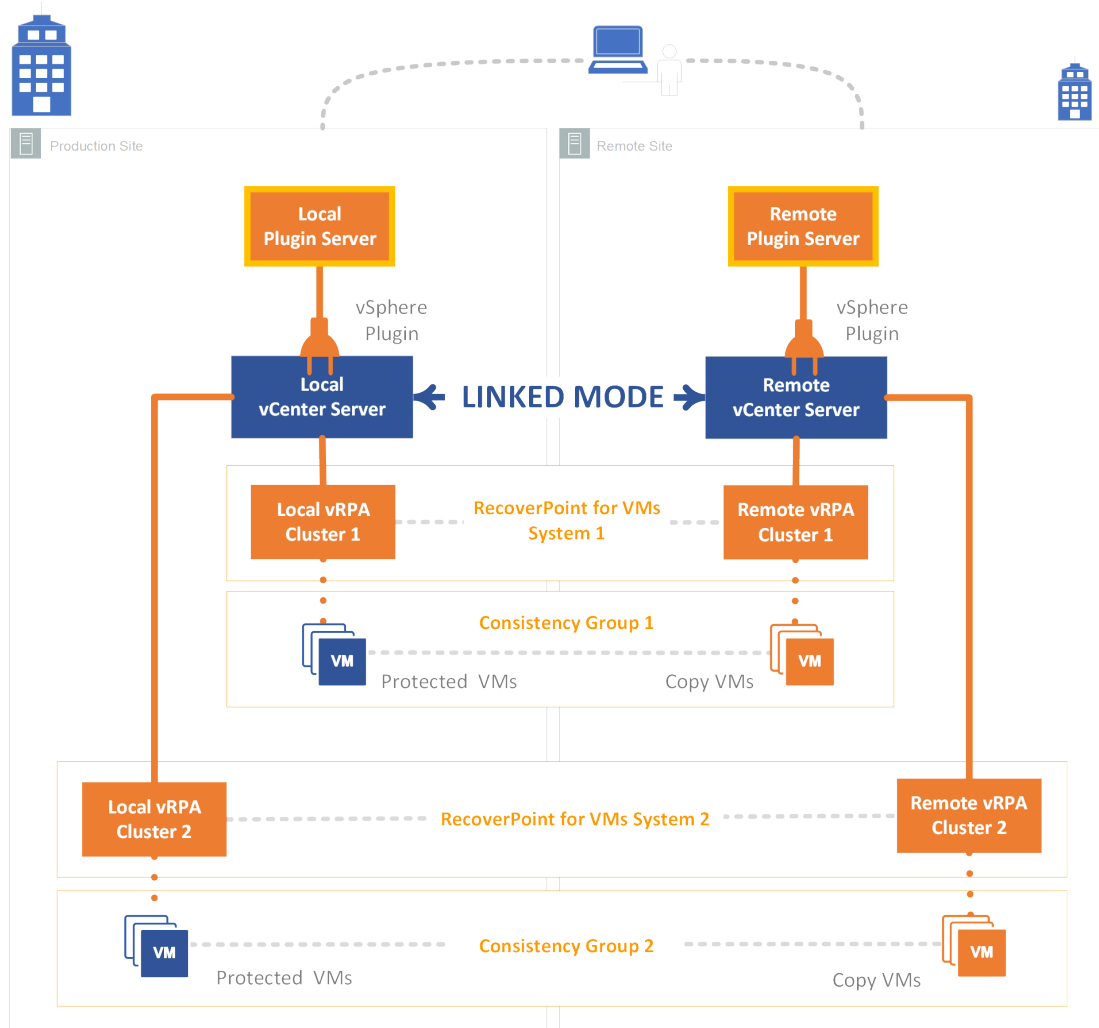 Production Site
Remote Site
Local
Plugin Server
Remote
Plugin Server
vSphere
Plugin
vSphere
Plugin
Local
vCenter Server
LINKED MODE
Remote
vCenter Server
Local vRPA
Cluster 1
RecoverPoint for VMs
System 1
Remote vRPA
Cluster 1
Consistency Group 1
VM
VM
Protected VMs
Copy VMs
Local vRPA
Cluster 2
RecoverPoint for VMs System 2
Remote vRPA
Cluster 2
VM
Consistency Group 2
VM
Protected VMs
Copy VMs